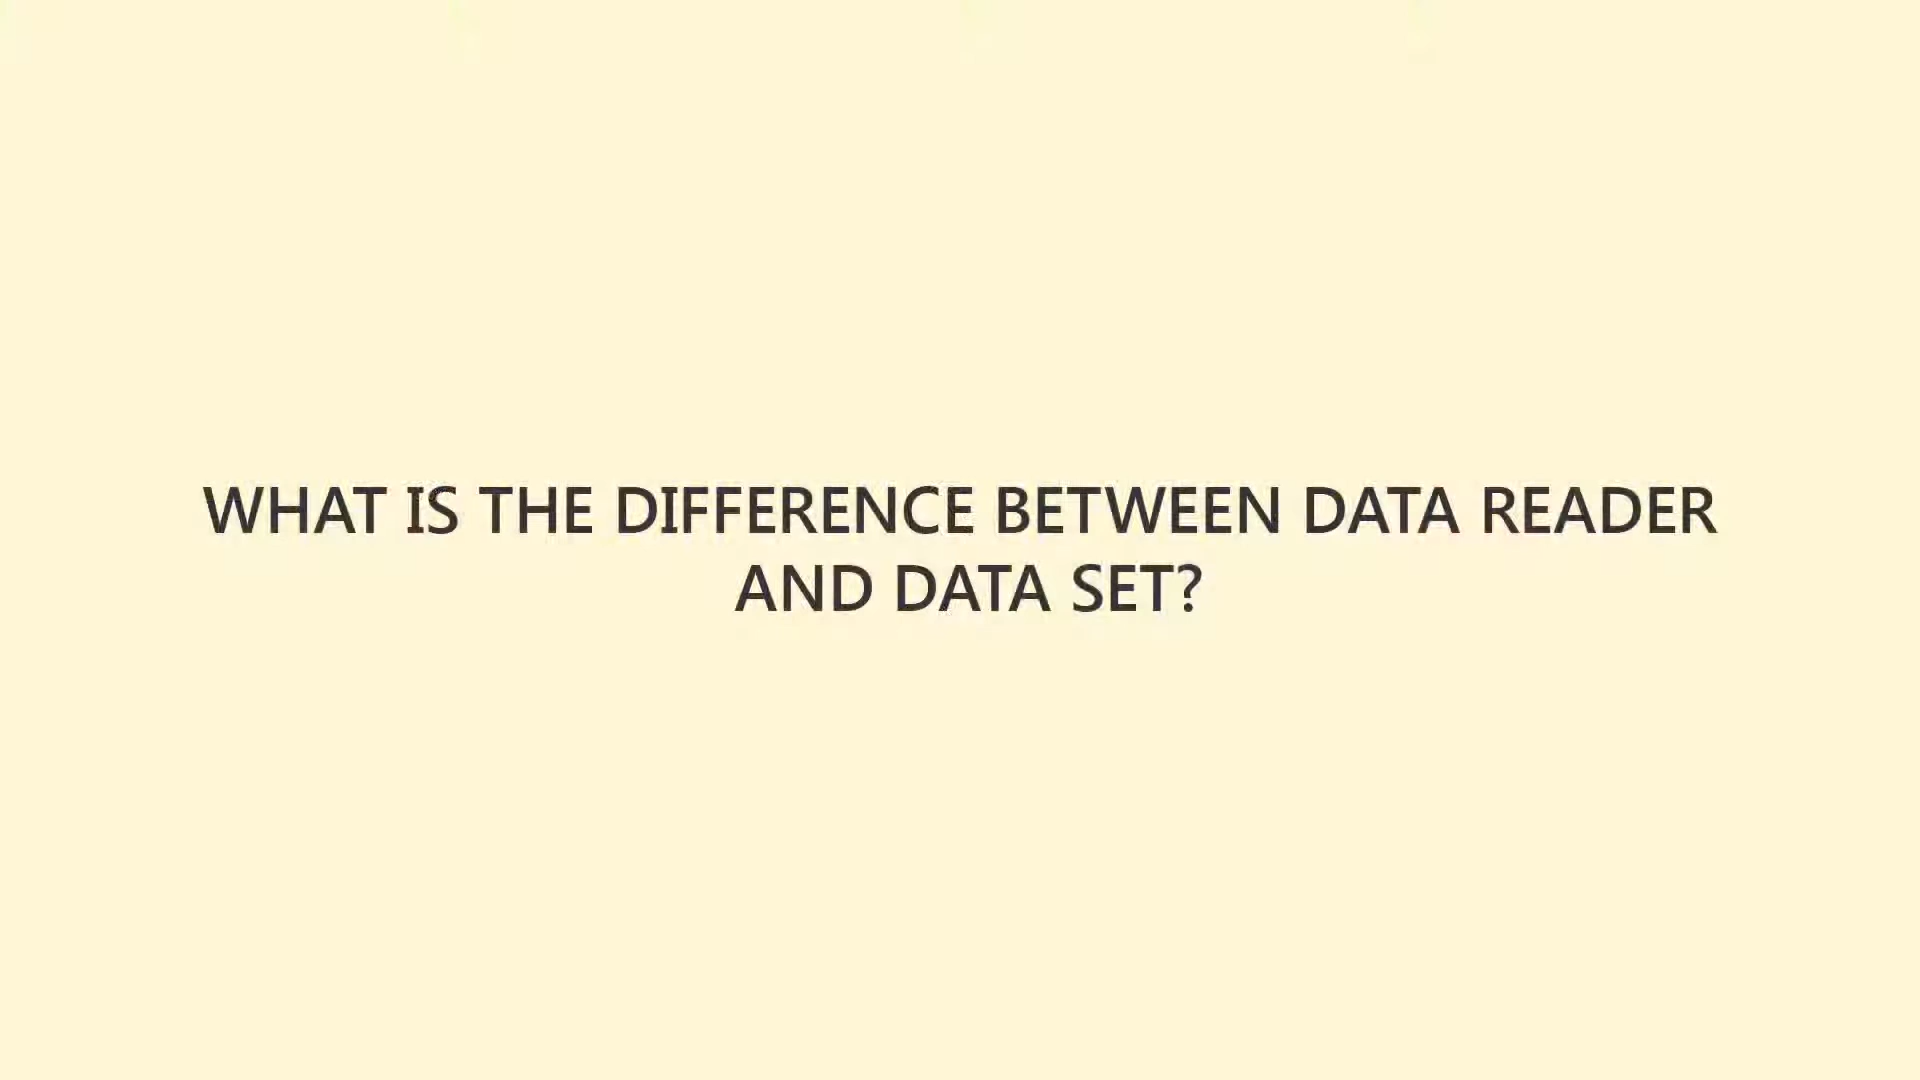 WHAT IS THE DIFFERENCE BETWEEN DATA READER
AND DATA SET?